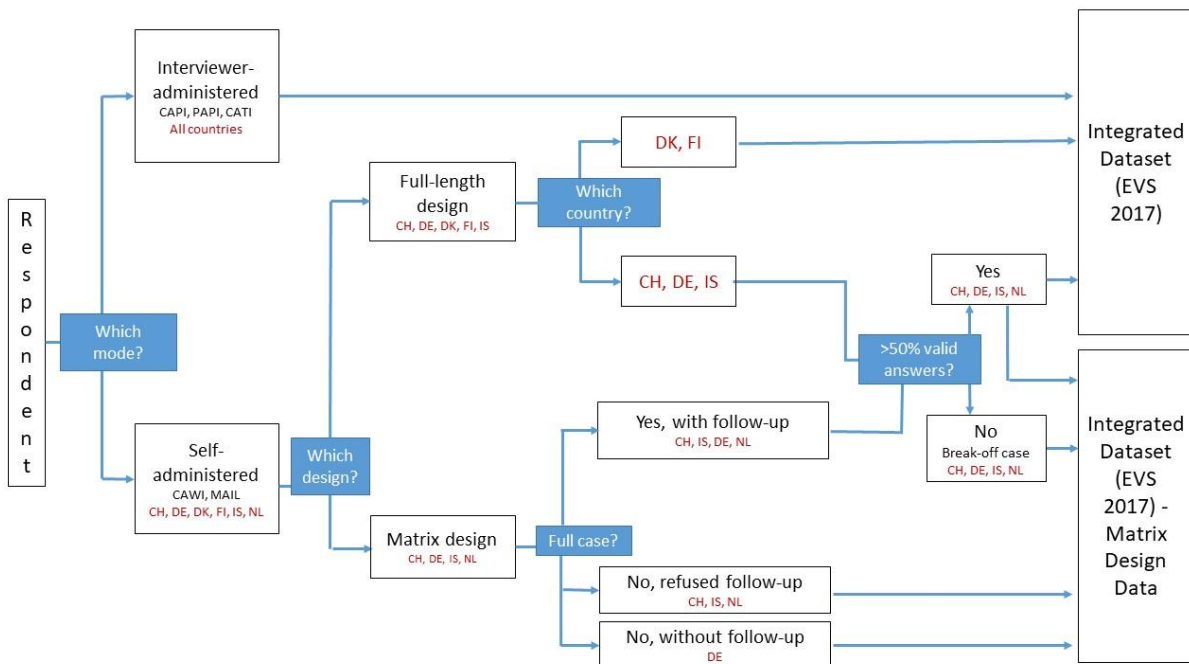 Respondent
Which
mode?
Interviewer-
administered
CAPI, PAPI, CATI
All countries
Self-
administered
CAWI, MAIL
CH, DE, DK, FI, IS, NL
Which
design?
Full-length
design
CH, DE, DK, FI, IS
Which
country?
DK, FI
CH, DE, IS
Matrix design
CH, DE, IS, NL
Full case?
Yes, with follow-up
CH, IS, DE, NL
No, refused follow-up
CH, IS, NL
No, without follow-up
DE
>50% valid
answers?
Yes
CH, DE, IS, NL
No
Break-off case
CH, DE, IS, NL
Integrated
Dataset
(EVS
2017)
Integrated
Dataset
(EVS
2017) -
Matrix
Design
Data